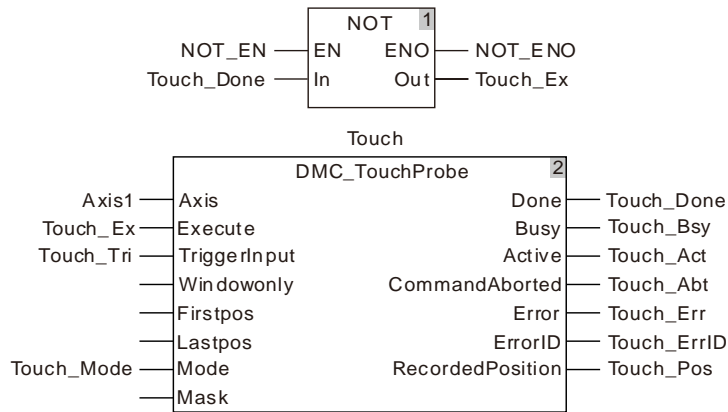 NOT 1
NOT_EN EN ENO NOT_ENO
Touch_Done In Out Touch_Ex
Touch
DMC_TouchProbe 2
Axis1 Axis Done Touch_Done
Touch_Ex Execute Busy Touch_Bsy
Touch_Tri TriggerInput Active Touch_Act
Windowonly CommandAborted Touch_Abt
Firstpos Error Touch_Err
Lastpos ErrorID Touch_ErrID
Touch_Mode Mode RecordedPosition Touch_Pos
Mask